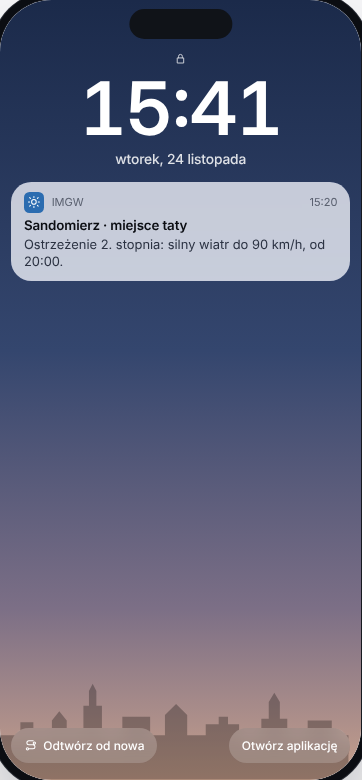 15:41
wtorek, 24 listopada
IMGW 15:20
Sandomierz · miejsce taty
Ostrzeżenie 2. stopnia: silny wiatr do 90 km/h, od
20:00.
Odtwórz od nowa Otwórz aplikację